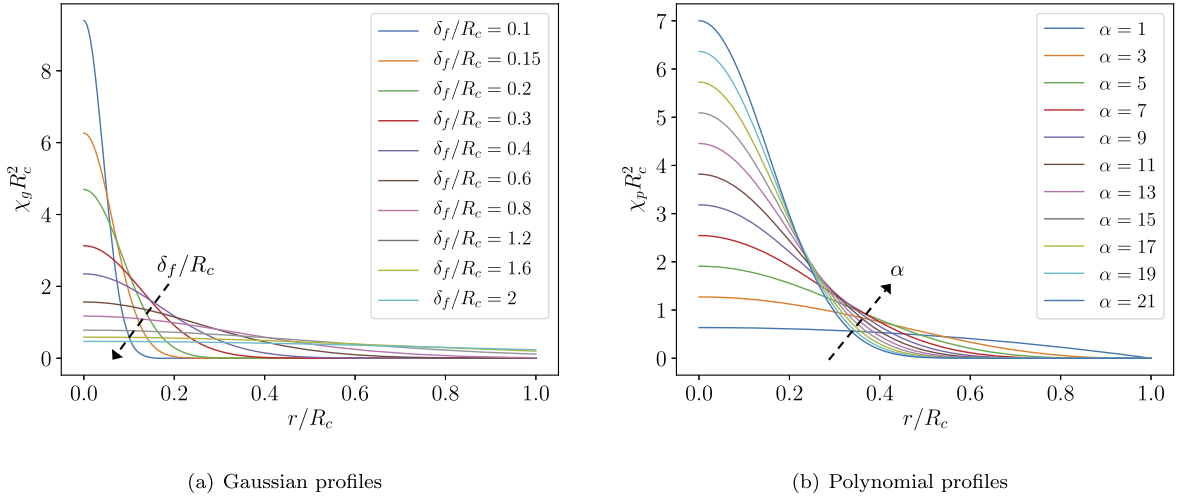 8
6
4
2
0
χ_g R_c^2
δ_f/R_c = 0.1
δ_f/R_c = 0.15
δ_f/R_c = 0.2
δ_f/R_c = 0.3
δ_f/R_c = 0.4
δ_f/R_c = 0.6
δ_f/R_c = 0.8
δ_f/R_c = 1.2
δ_f/R_c = 1.6
δ_f/R_c = 2
δ_f/R_c
0.0 0.2 0.4 0.6 0.8 1.0
r/R_c
(a) Gaussian profiles
7
6
5
4
3
2
1
0
χ_p R_c^2
α = 1
α = 3
α = 5
α = 7
α = 9
α = 11
α = 13
α = 15
α = 17
α = 19
α = 21
α
0.0 0.2 0.4 0.6 0.8 1.0
r/R_c
(b) Polynomial profiles